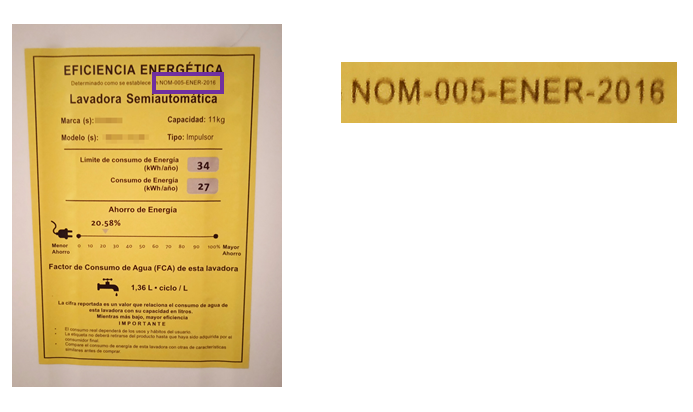 EFICIENCIA ENERGÉTICA
Determinado como se establece en NOM-005-ENER-2016
Lavadora Semiautomática
Marca (s): Capacidad: 11kg
Modelo (s): Tipo: Impulsor
Límite de consumo de Energía
(kWh/año) 34
Consumo de Energía
(kWh/año) 27
Ahorro de Energía
20.58%
Menor Ahorro 0 10 20 30 40 50 60 70 80 90 100% Mayor Ahorro
Factor de Consumo de Agua (FCA) de esta lavadora
1,36 L • ciclo / L
La cifra reportada es un valor que relaciona el consumo de agua de
esta lavadora con su capacidad en litros.
Mientras más bajo, mayor eficiencia
IMPORTANTE
El consumo real dependerá de los usos y hábitos del usuario.
La etiqueta no deberá retirarse del producto hasta que haya sido adquirida por el
consumidor final.
Compare el consumo de energía de esta lavadora con otras de características
similares antes de comprar.
NOM-005-ENER-2016